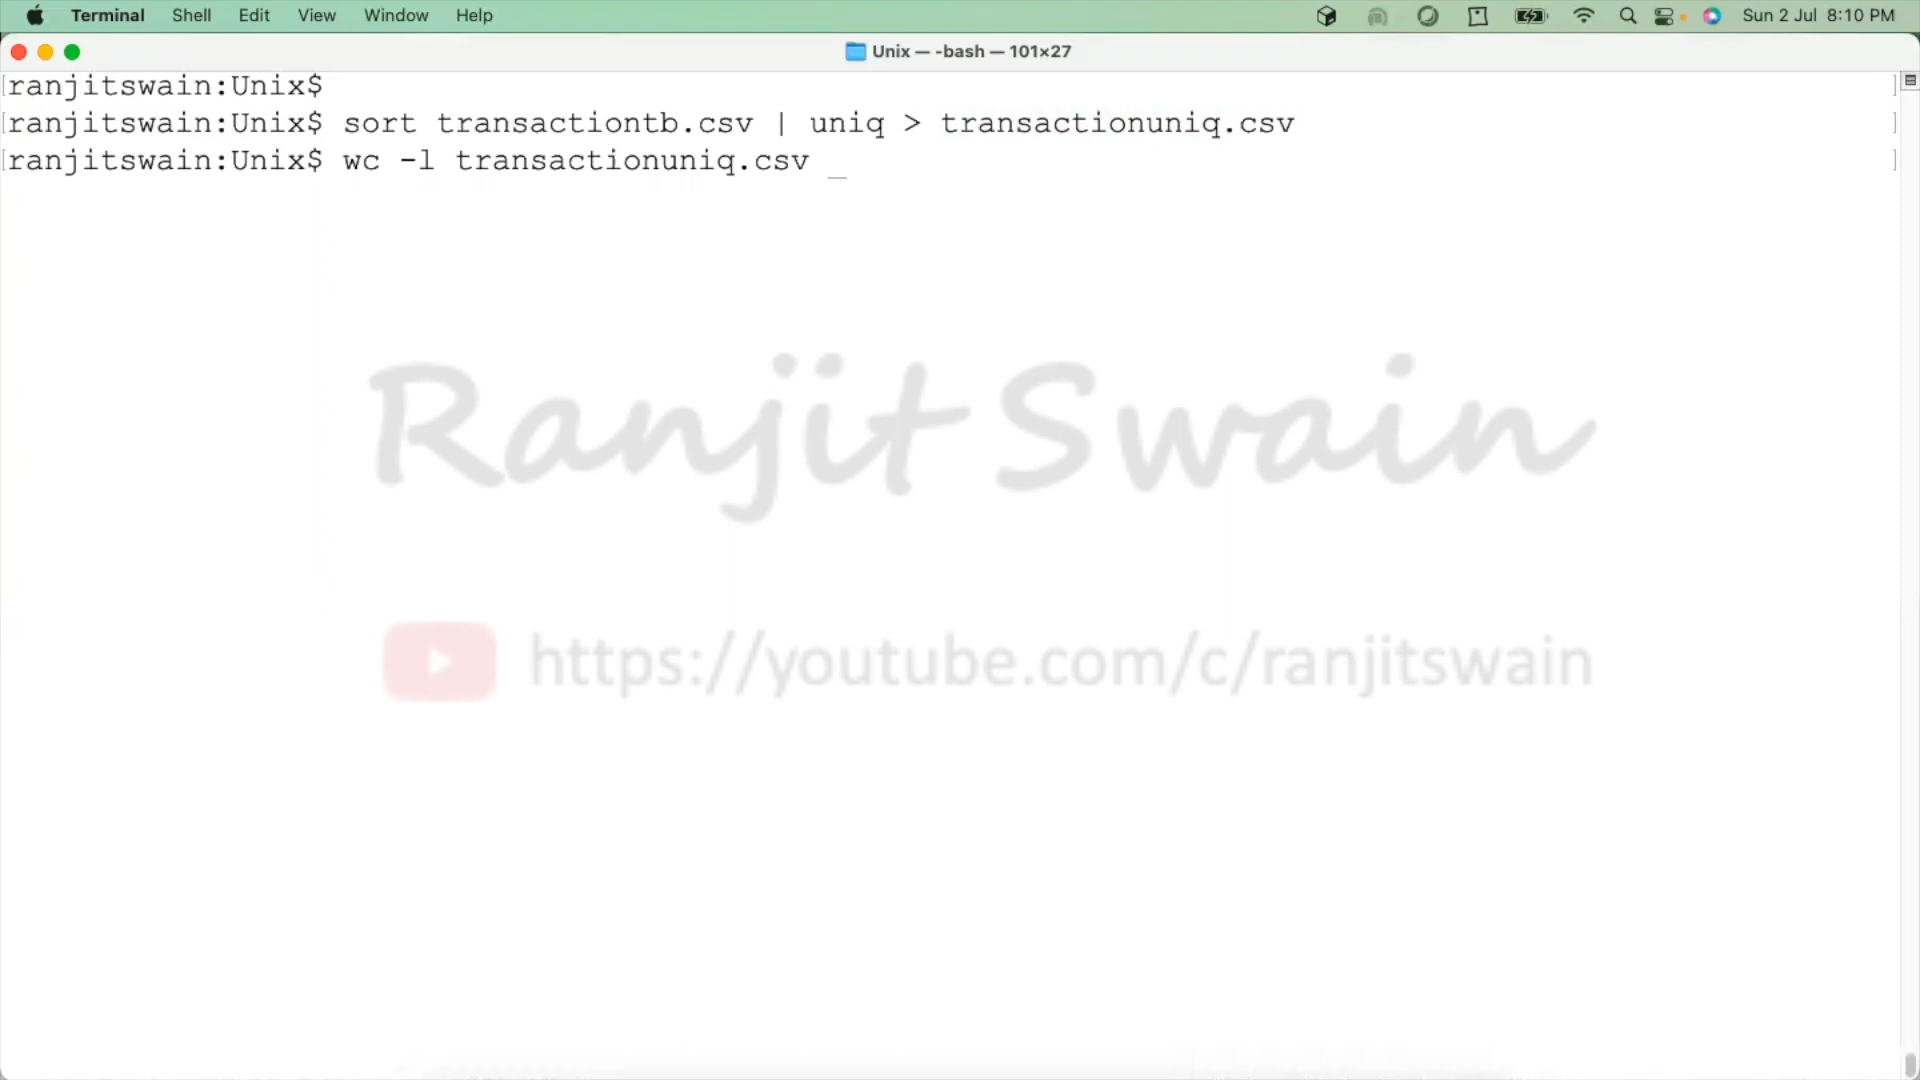 Terminal Shell Edit View Window Help Sun 2 Jul 8:10 PM
Unix — -bash — 101×27
ranjitswain:Unix$
ranjitswain:Unix$ sort transactiontb.csv | uniq > transactionuniq.csv
ranjitswain:Unix$ wc -l transactionuniq.csv _
Ranjit Swain
https://youtube.com/c/ranjitswain